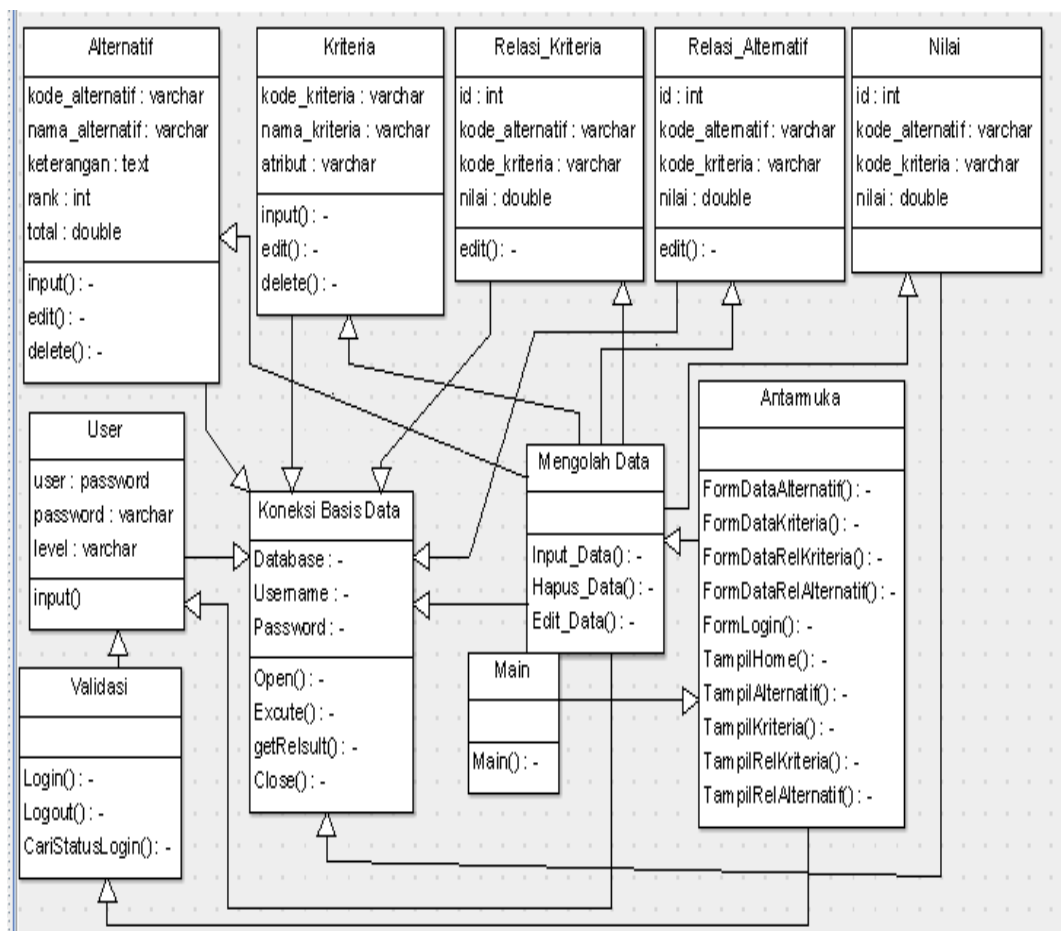 Alternatif
kode_alternatif : varchar
nama_alternatif : varchar
keterangan : text
rank : int
total : double
input() : -
edit() : -
delete() : -
Kriteria
kode_kriteria : varchar
nama_kriteria : varchar
atribut : varchar
input() : -
edit() : -
delete() : -
Relasi_Kriteria
id : int
kode_alternatif : varchar
kode_kriteria : varchar
nilai : double
edit() : -
Relasi_Alternatif
id : int
kode_alternatif : varchar
kode_kriteria : varchar
nilai : double
edit() : -
Nilai
id : int
kode_alternatif : varchar
kode_kriteria : varchar
nilai : double
User
user : password
password : varchar
level : varchar
input()
Koneksi Basis Data
Database : -
Username : -
Password : -
Open() : -
Excute() : -
getRelsult() : -
Close() : -
Mengolah Data
Input_Data() : -
Hapus_Data() : -
Edit_Data() : -
Antarmuka
FormDataAlternatif() : -
FormDataKriteria() : -
FormDataRelKriteria() : -
FormDataRelAlternatif() : -
FormLogin() : -
TampilHome() : -
TampilAlternatif() : -
TampilKriteria() : -
TampilRelKriteria() : -
TampilRelAlternatif() : -
Validasi
Login() : -
Logout() : -
CariStatusLogin() : -
Main
Main() : -